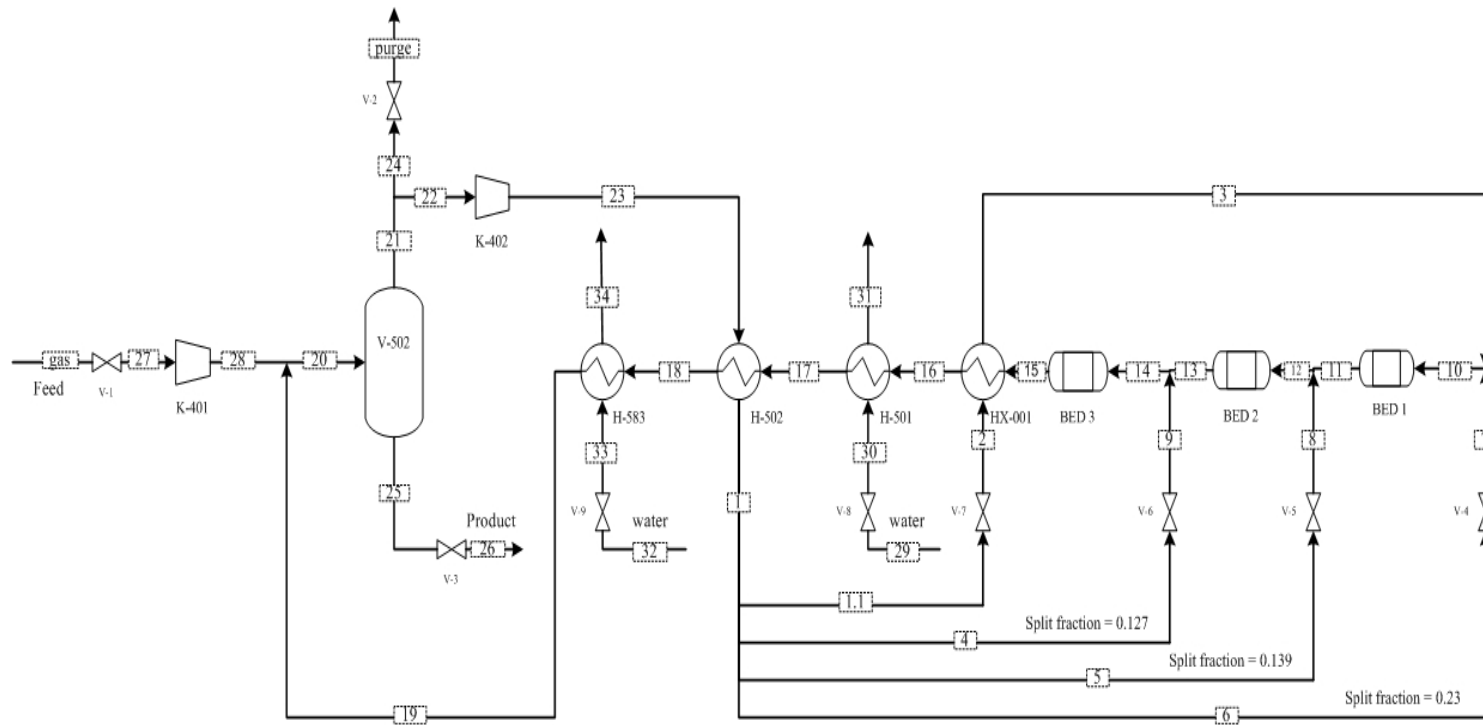 purge
V-2
24
22
23
3
K-402
21
34
31
V-502
gas
27
28
20
18
17
16
15
14
13
12
11
10
Feed
V-1
K-401
H-583
H-502
H-501
HX-001
BED 3
BED 2
BED 1
33
30
2
9
8
25
1
Product
26
V-3
V-9
water
32
V-8
water
29
V-7
V-6
V-5
V-4
1.1
Split fraction = 0.127
4
Split fraction = 0.139
5
Split fraction = 0.23
19
6